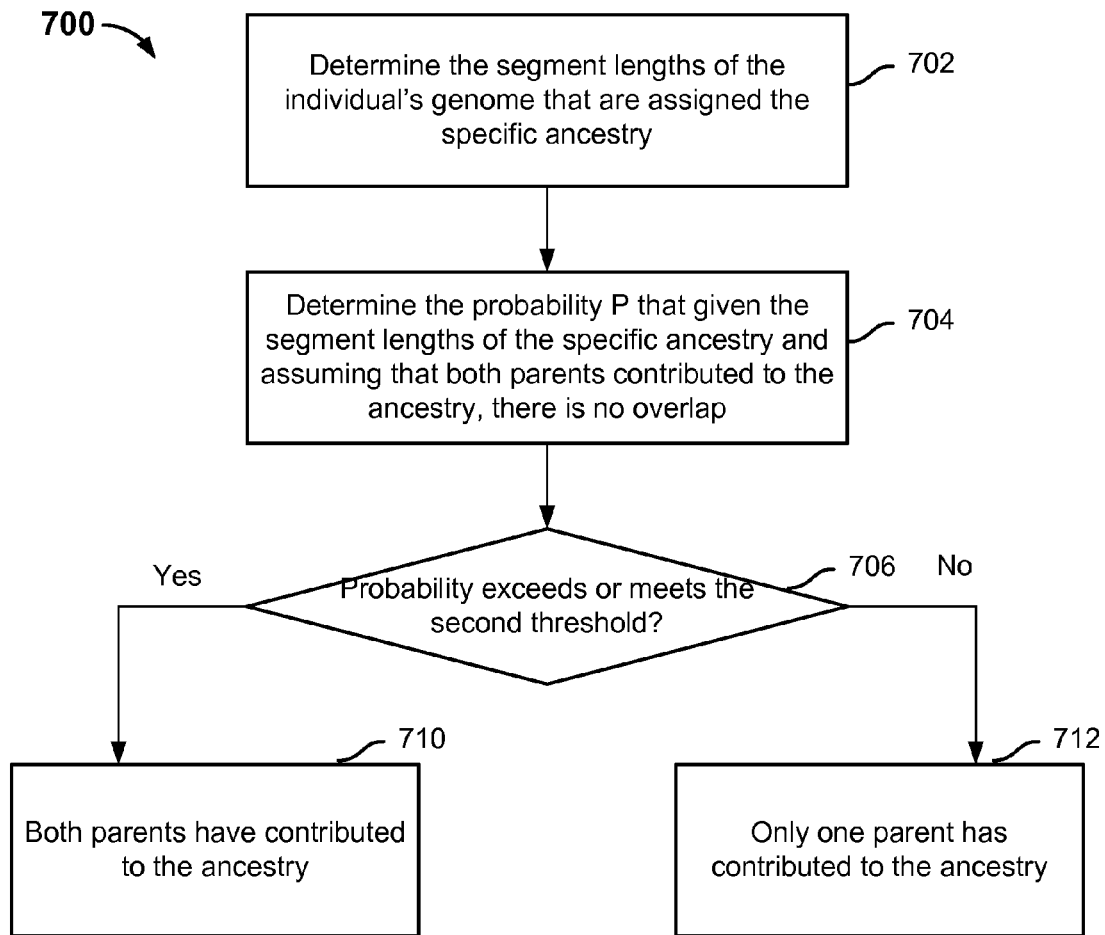 700
Determine the segment lengths of the
individual's genome that are assigned the
specific ancestry
702
Determine the probability P that given the
segment lengths of the specific ancestry and
assuming that both parents contributed to the
ancestry, there is no overlap
704
Yes
Probability exceeds or meets the
second threshold?
706
No
710
Both parents have contributed
to the ancestry
712
Only one parent has
contributed to the ancestry